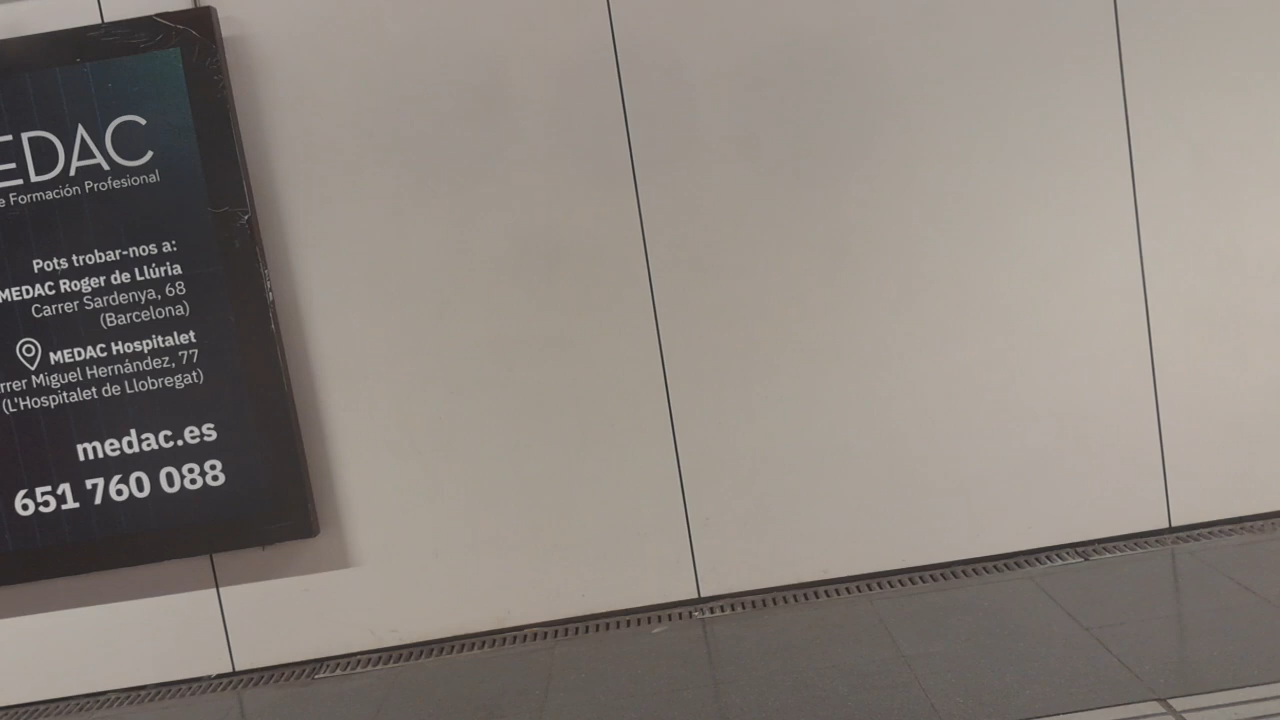 EDAC
e Formación Profesional
Pots trobar-nos a:
MEDAC Roger de Llúria
Carrer Sardenya, 68
(Barcelona)
MEDAC Hospitalet
rrer Miguel Hernández, 77
(L'Hospitalet de Llobregat)
medac.es
651 760 088